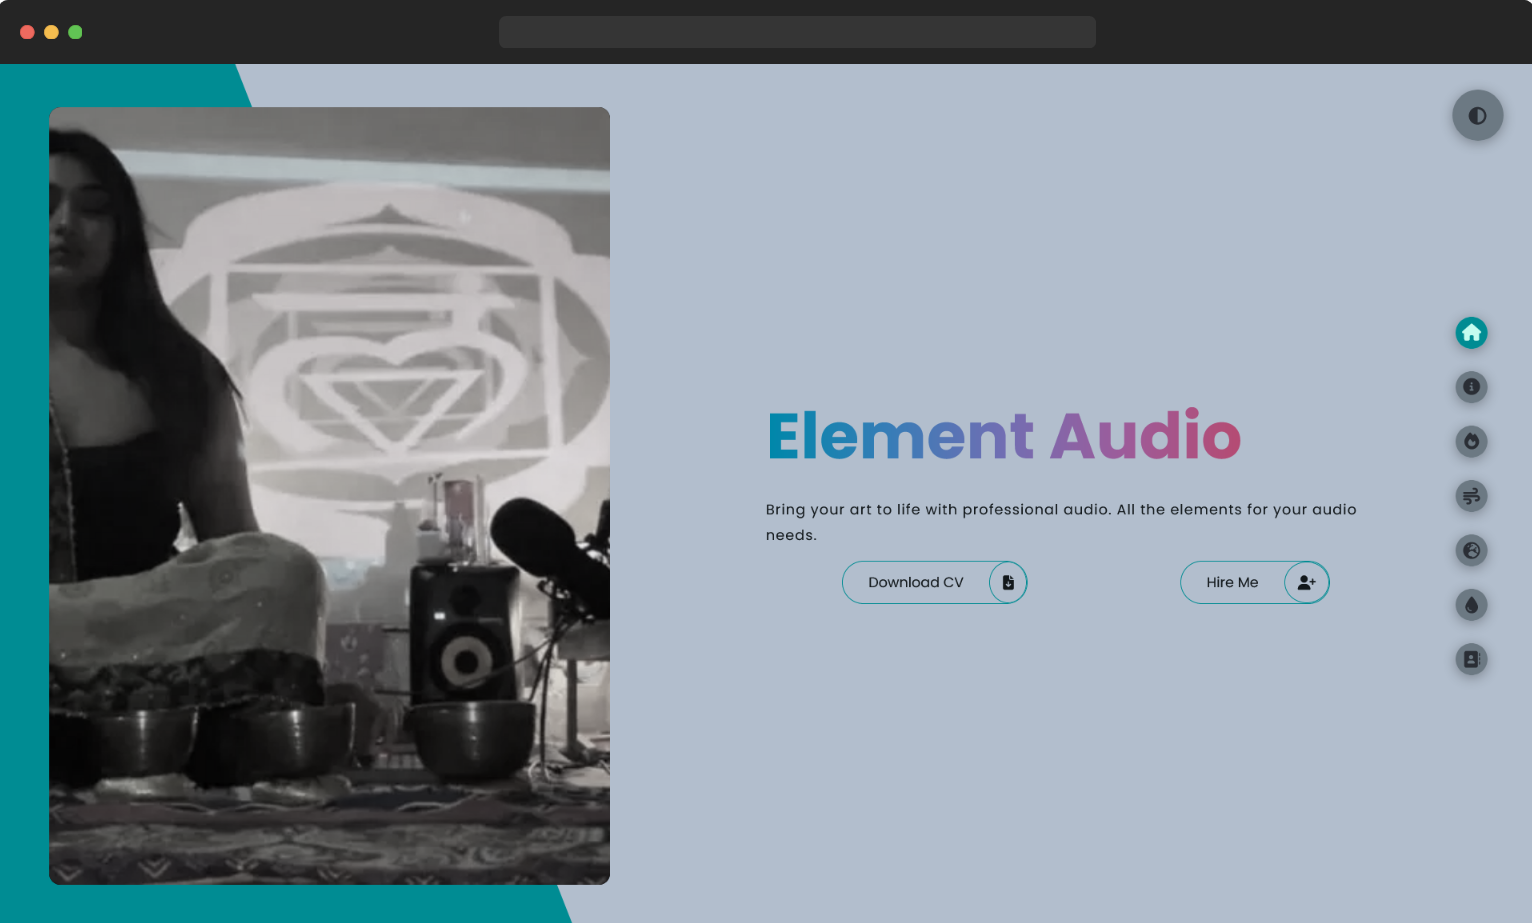 Element Audio
Bring your art to life with professional audio. All the elements for your audio
needs.
Download CV
Hire Me